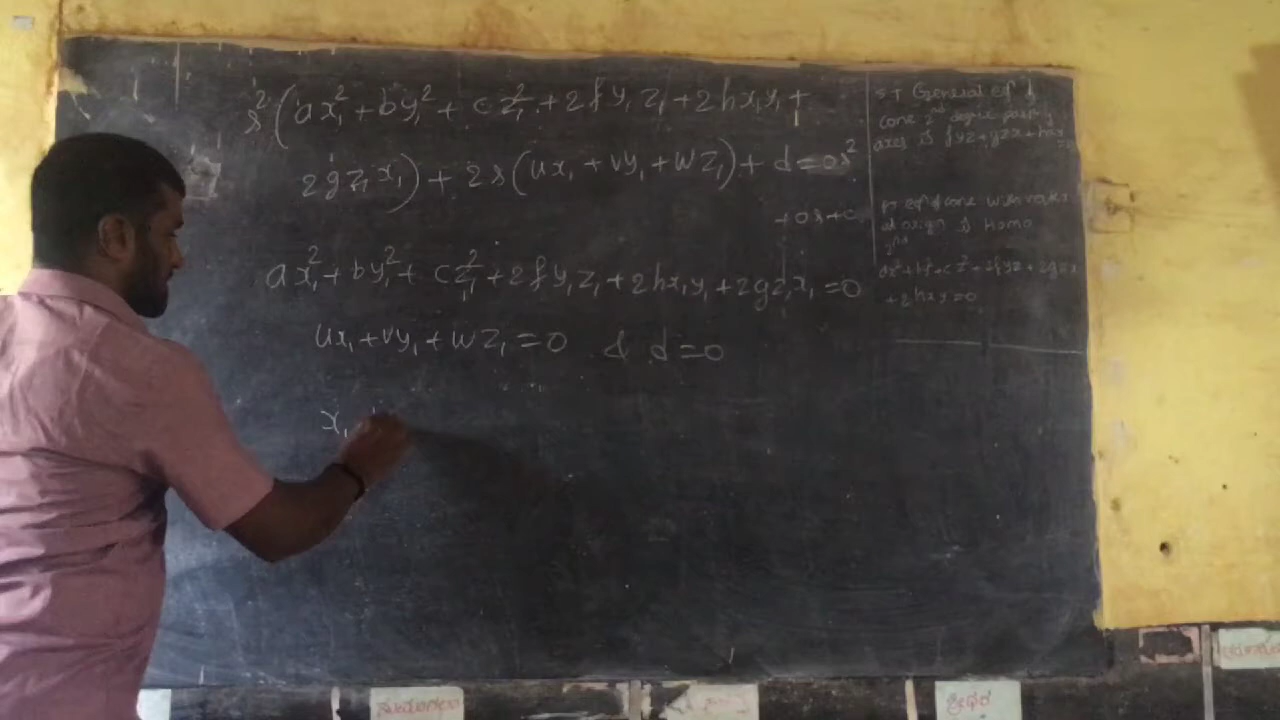 r²(ax₁²+by₁²+cz₁²+2fy₁z₁+2hx₁y₁+
2gz₁x₁)+2r(ux₁+vy₁+wz₁)+d=0r²
+0r+c
ax₁²+by₁²+cz₁²+2fy₁z₁+2hx₁y₁+2gz₁x₁=0
ux₁+vy₁+wz₁=0 & d=0
x₁
ST General eqⁿ of
cone 2nd degree passing
axes is fyz+gzx+hxy
=0
eqⁿ of cone with vertex
at origin is Homo
ax²+by²+cz²+2fyz+2gzx
+2hxy=0
ಶ್ರೀಧರ